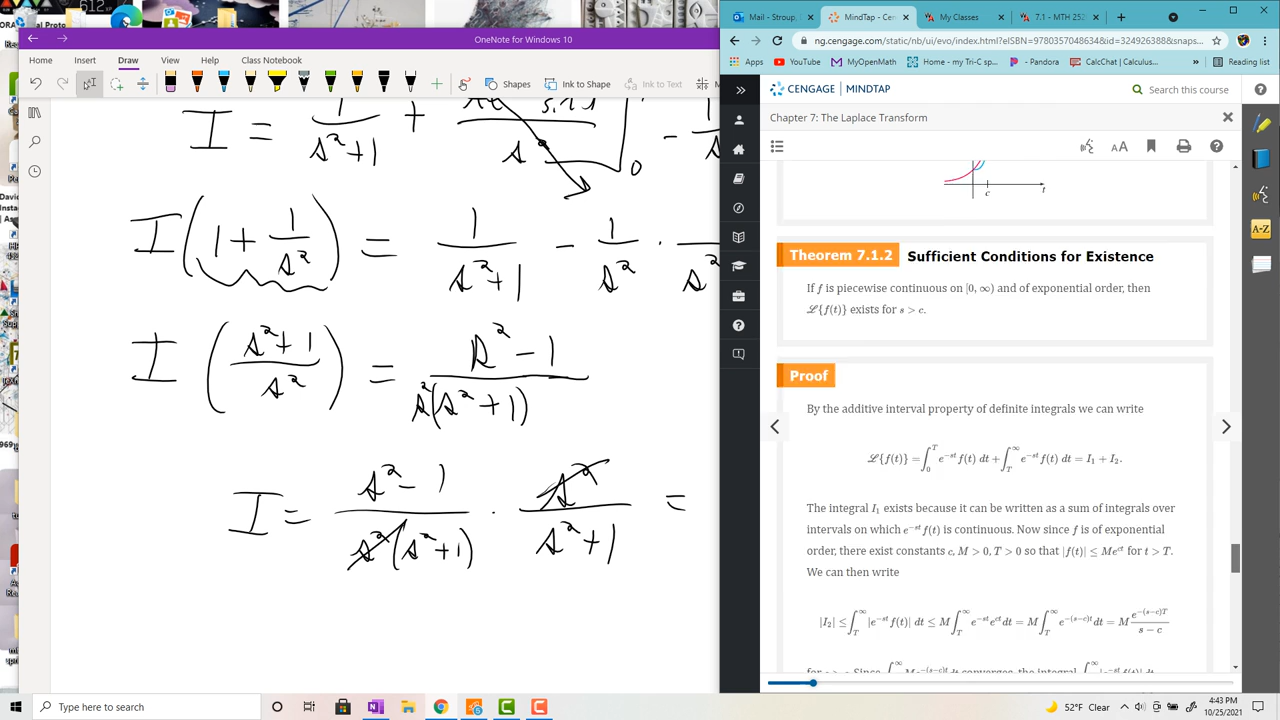 612
OneNote for Windows 10
Home Insert Draw View Help Class Notebook
Shapes Ink to Shape Ink to Text
I = 1/(s²+1) +
s
0
I(1 + 1/s²) = 1/(s²+1) - 1/s² ·
I((s²+1)/s²) = (s²-1)/(s²(s²+1))
I = (s²-1)/(s²(s²+1)) · s²/(s²+1) =
Mail - Stroup, MindTap - Cen My Classes 7.1 - MTH 25
ng.cengage.com/static/nb/ui/evo/index.html?eISBN=9780357048634&id=324926388&snaps...
Apps YouTube MyOpenMath Home - my Tri-C sp... - Pandora CalcChat | Calculus... Reading list
CENGAGE MINDTAP
Search this course
Chapter 7: The Laplace Transform
c
t
Theorem 7.1.2 Sufficient Conditions for Existence
If f is piecewise continuous on [0, ∞) and of exponential order, then
ℒ{f(t)} exists for s > c.
Proof
By the additive interval property of definite integrals we can write
ℒ{f(t)} = ∫₀ᵀ e⁻ˢᵗ f(t) dt + ∫_T^∞ e⁻ˢᵗ f(t) dt = I₁ + I₂.
The integral I₁ exists because it can be written as a sum of integrals over
intervals on which e⁻ˢᵗ f(t) is continuous. Now since f is of exponential
order, there exist constants c, M > 0, T > 0 so that |f(t)| ≤ Meᶜᵗ for t > T.
We can then write
|I₂| ≤ ∫_T^∞ |e⁻ˢᵗ f(t)| dt ≤ M ∫_T^∞ e⁻ˢᵗ eᶜᵗ dt = M ∫_T^∞ e^{-(s-c)t} dt = M e^{-(s-c)T}/(s - c)
Type here to search
52°F Clear
4:43 PM
10/25/2021